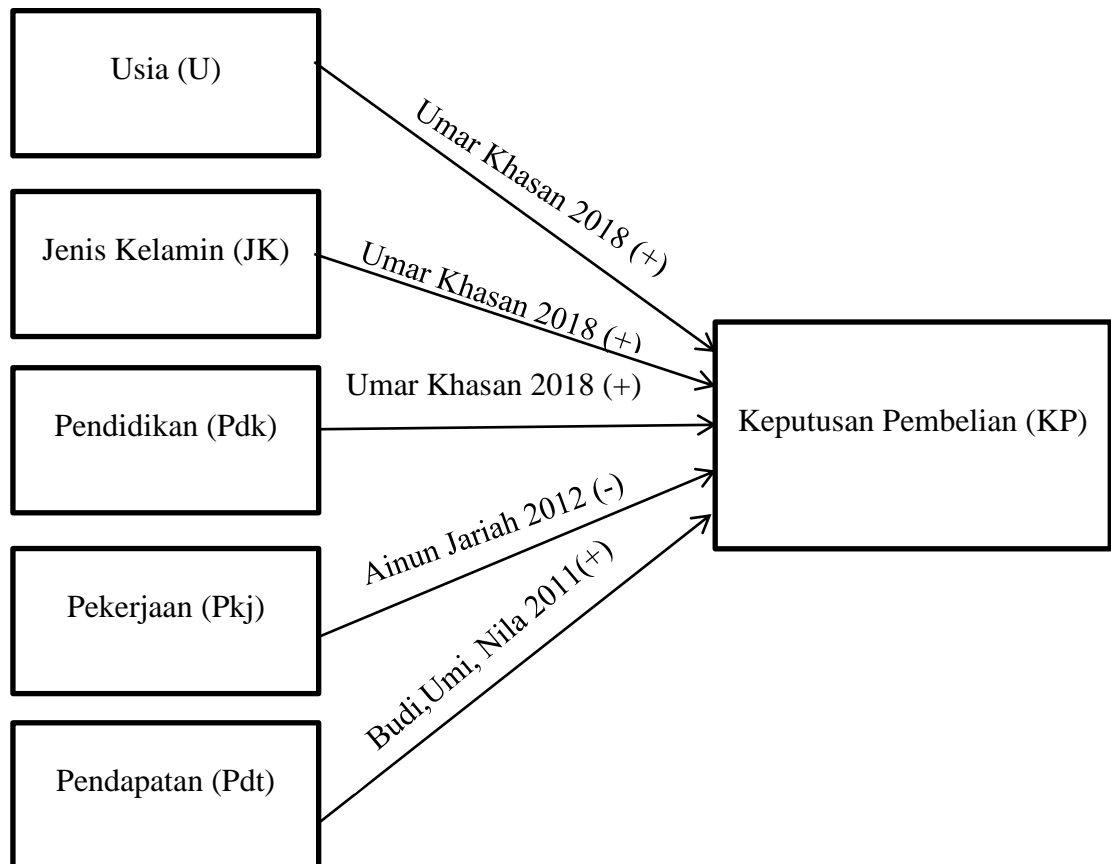 Usia (U)
Umar Khasan 2018 (+)
Jenis Kelamin (JK)
Umar Khasan 2018 (+)
Umar Khasan 2018 (+)
Pendidikan (Pdk)
Keputusan Pembelian (KP)
Ainun Jariah 2012 (-)
Pekerjaan (Pkj)
Budi,Umi, Nila 2011(+)
Pendapatan (Pdt)